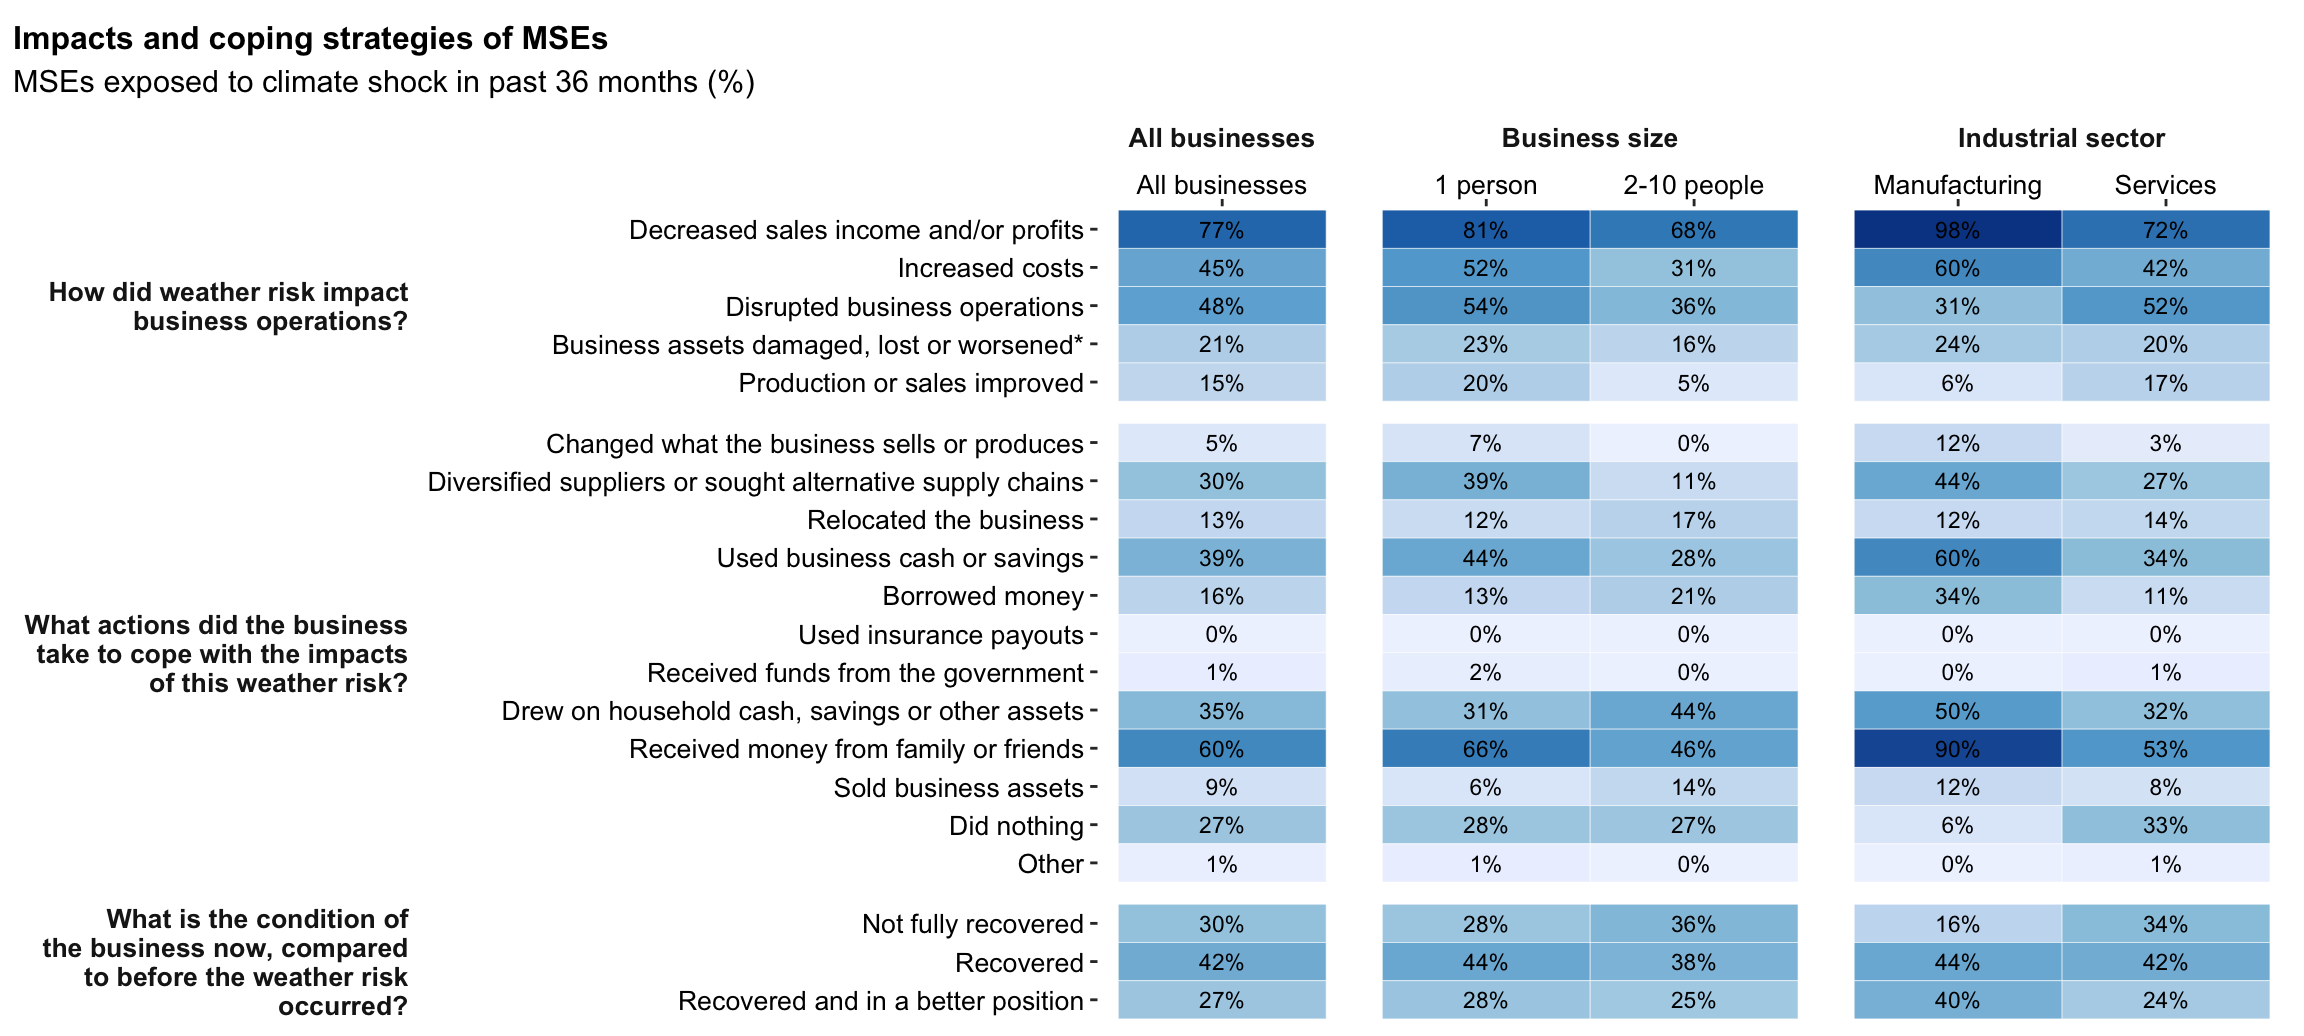 Impacts and coping strategies of MSEs
MSEs exposed to climate shock in past 36 months (%)
All businesses Business size Industrial sector
All businesses 1 person 2-10 people Manufacturing Services
How did weather risk impact
business operations?
Decreased sales income and/or profits 77% 81% 68% 98% 72%
Increased costs 45% 52% 31% 60% 42%
Disrupted business operations 48% 54% 36% 31% 52%
Business assets damaged, lost or worsened* 21% 23% 16% 24% 20%
Production or sales improved 15% 20% 5% 6% 17%
What actions did the business
take to cope with the impacts
of this weather risk?
Changed what the business sells or produces 5% 7% 0% 12% 3%
Diversified suppliers or sought alternative supply chains 30% 39% 11% 44% 27%
Relocated the business 13% 12% 17% 12% 14%
Used business cash or savings 39% 44% 28% 60% 34%
Borrowed money 16% 13% 21% 34% 11%
Used insurance payouts 0% 0% 0% 0% 0%
Received funds from the government 1% 2% 0% 0% 1%
Drew on household cash, savings or other assets 35% 31% 44% 50% 32%
Received money from family or friends 60% 66% 46% 90% 53%
Sold business assets 9% 6% 14% 12% 8%
Did nothing 27% 28% 27% 6% 33%
Other 1% 1% 0% 0% 1%
What is the condition of
the business now, compared
to before the weather risk
occurred?
Not fully recovered 30% 28% 36% 16% 34%
Recovered 42% 44% 38% 44% 42%
Recovered and in a better position 27% 28% 25% 40% 24%